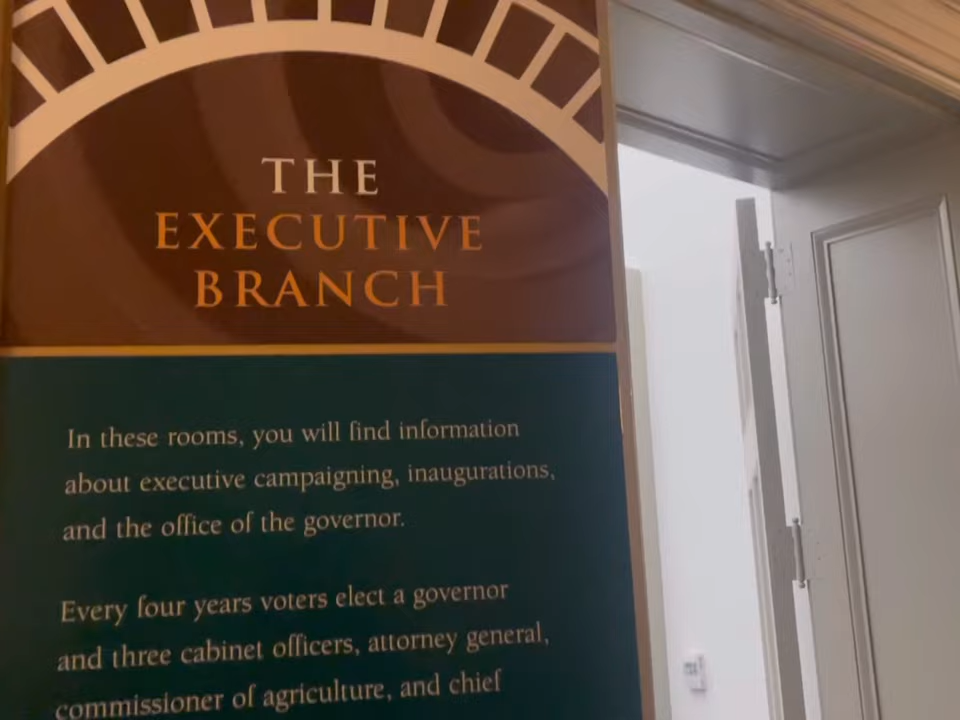 THE
EXECUTIVE
BRANCH
In these rooms, you will find information
about executive campaigning, inaugurations,
and the office of the governor.
Every four years voters elect a governor
and three cabinet officers, attorney general,
commissioner of agriculture, and chief